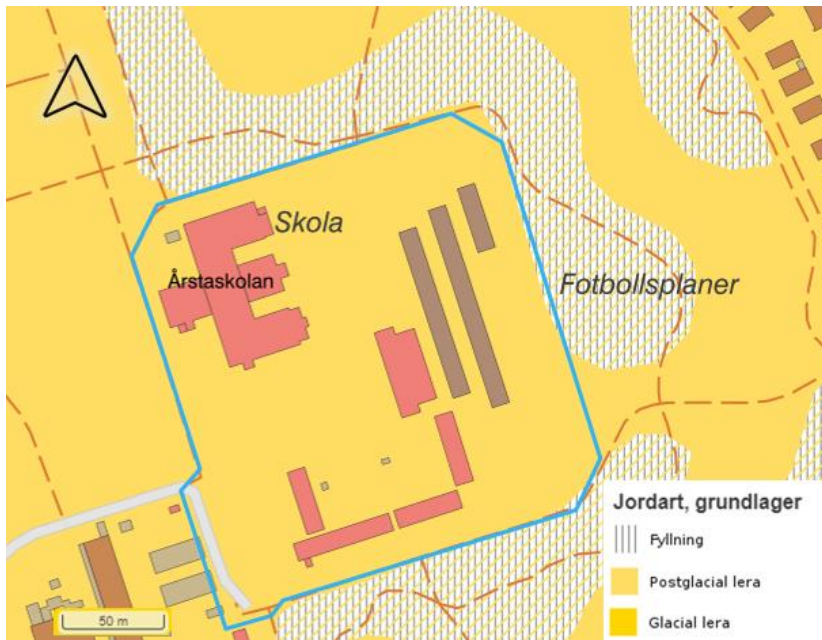 Skola
Årstaskolan
Fotbollsplaner
50 m
Jordart, grundlager
Fyllning
Postglacial lera
Glacial lera